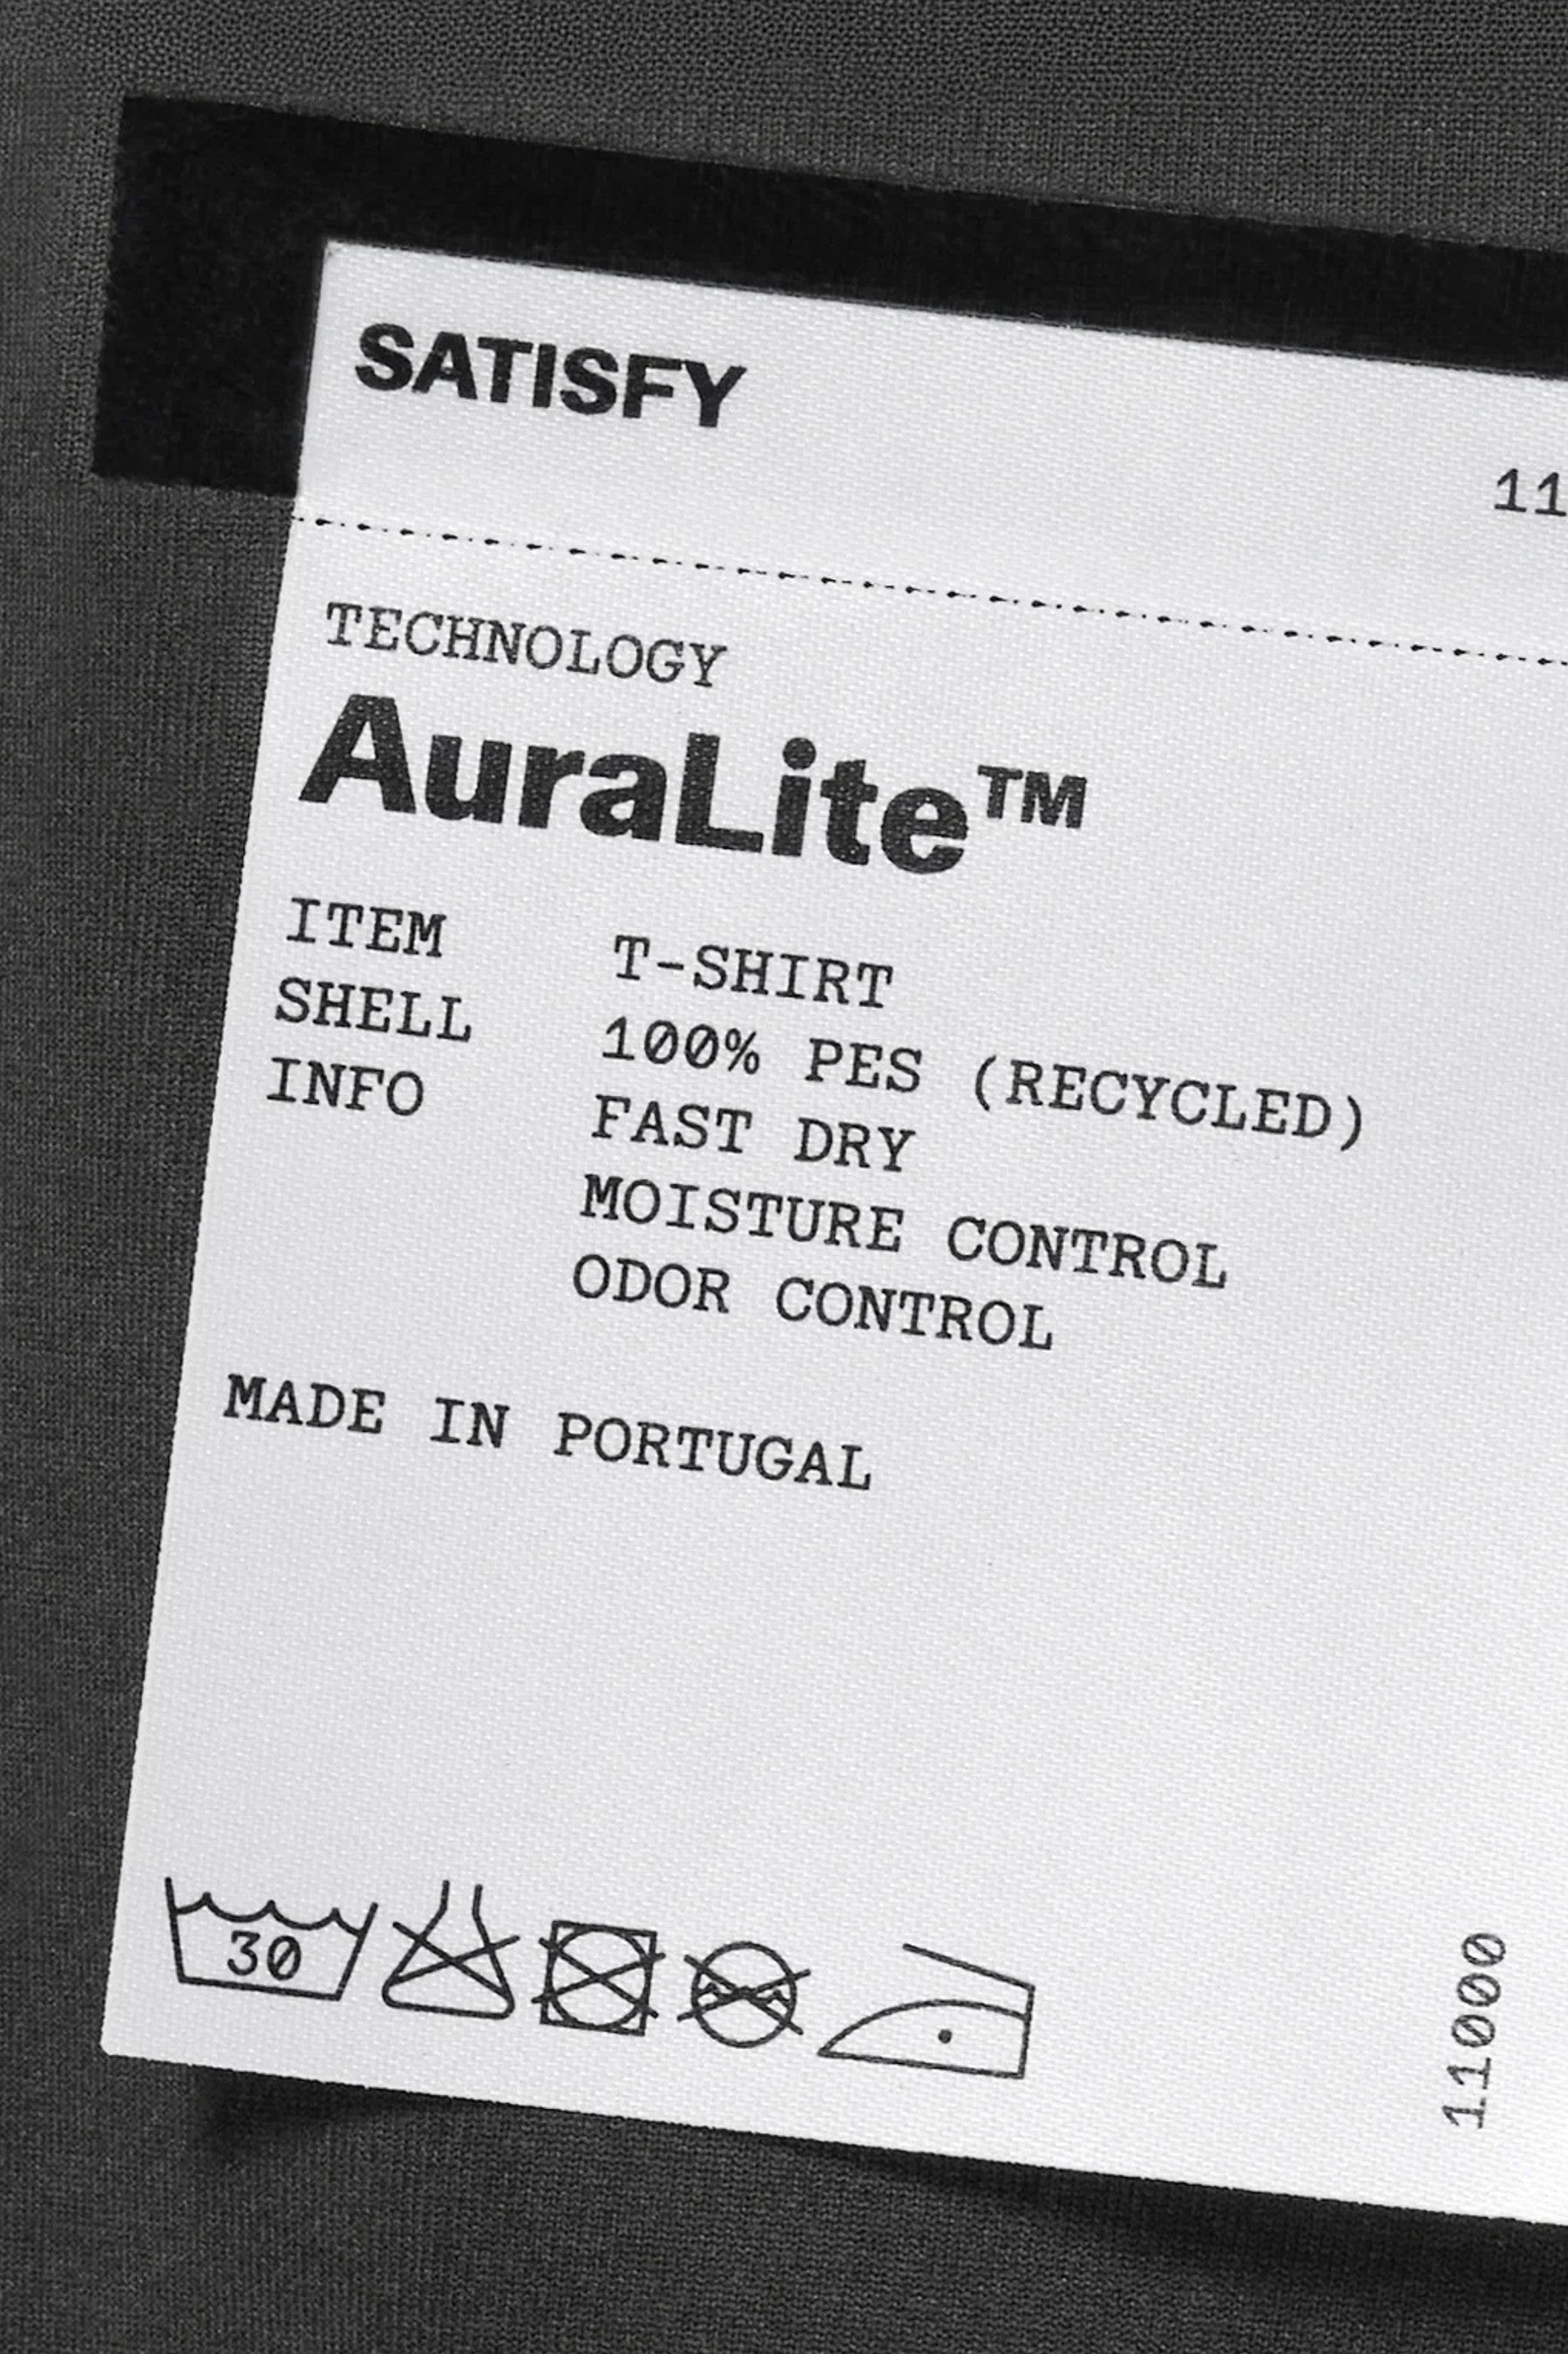 SATISFY
11
TECHNOLOGY
AuraLite™
ITEM T-SHIRT
SHELL 100% PES (RECYCLED)
INFO FAST DRY
MOISTURE CONTROL
ODOR CONTROL
MADE IN PORTUGAL
30
11000